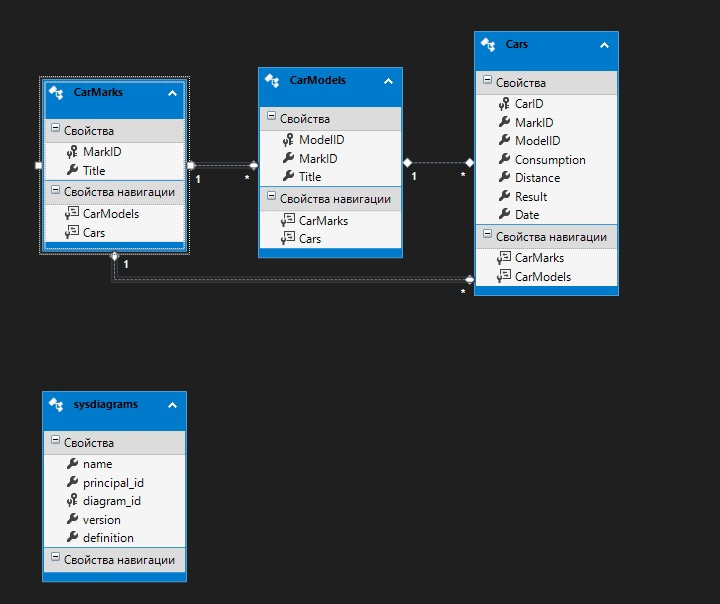 CarMarks
Свойства
MarkID
Title
Свойства навигации
CarModels
Cars
1
*
1
CarModels
Свойства
ModelID
MarkID
Title
Свойства навигации
CarMarks
Cars
1
*
*
Cars
Свойства
CarID
MarkID
ModelID
Consumption
Distance
Result
Date
Свойства навигации
CarMarks
CarModels
sysdiagrams
Свойства
name
principal_id
diagram_id
version
definition
Свойства навигации